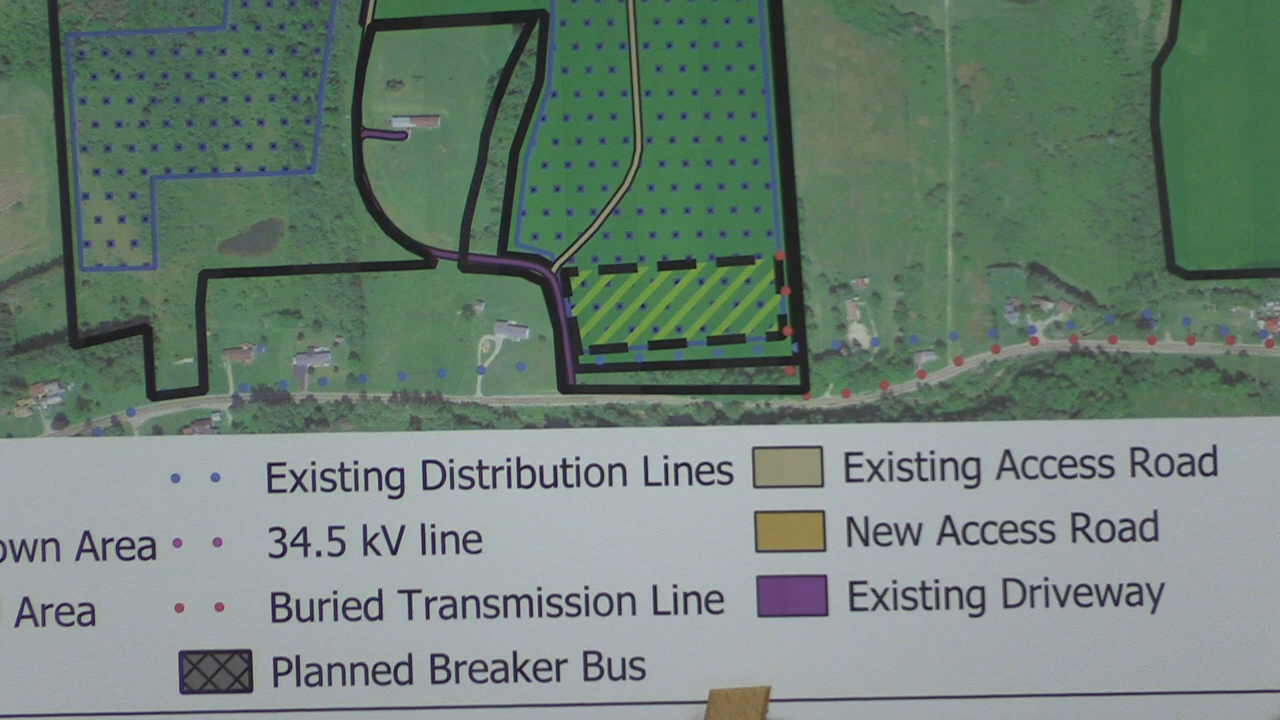 Existing Distribution Lines
Existing Access Road
own Area
34.5 kV line
New Access Road
Area
Buried Transmission Line
Existing Driveway
Planned Breaker Bus